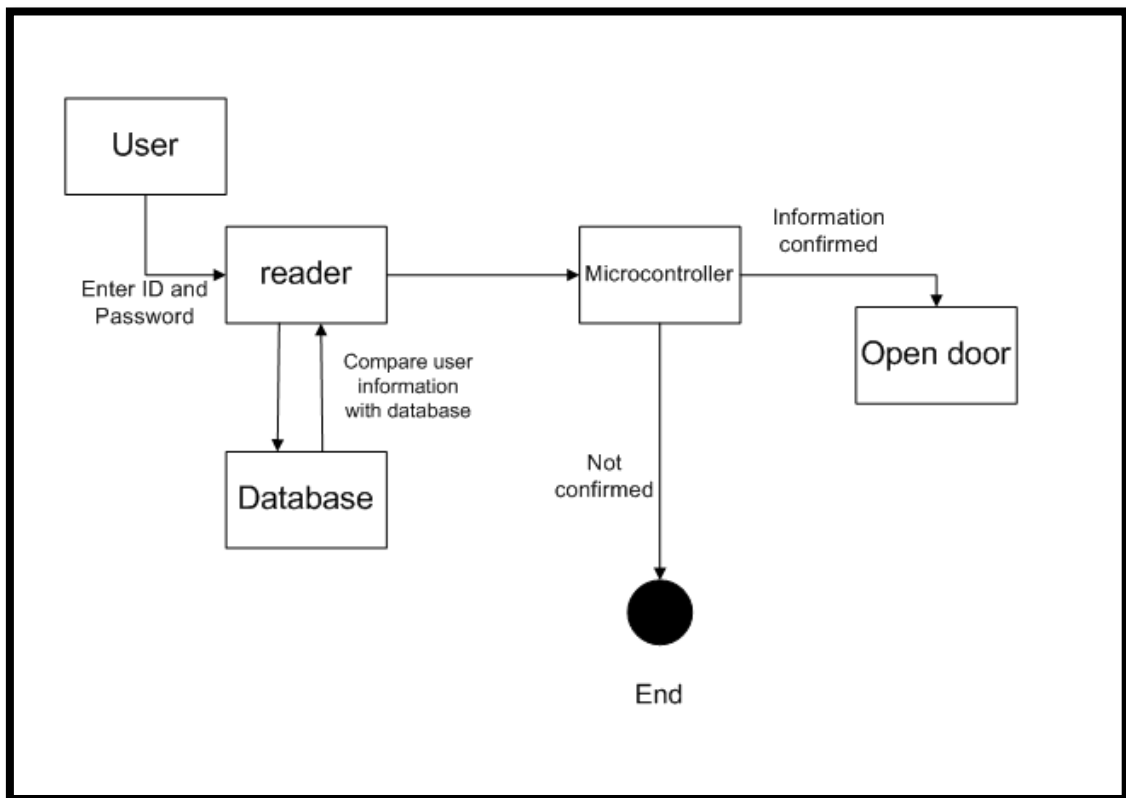 User
Enter ID and
Password
reader
Compare user
information
with database
Database
Microcontroller
Information
confirmed
Open door
Not
confirmed
End